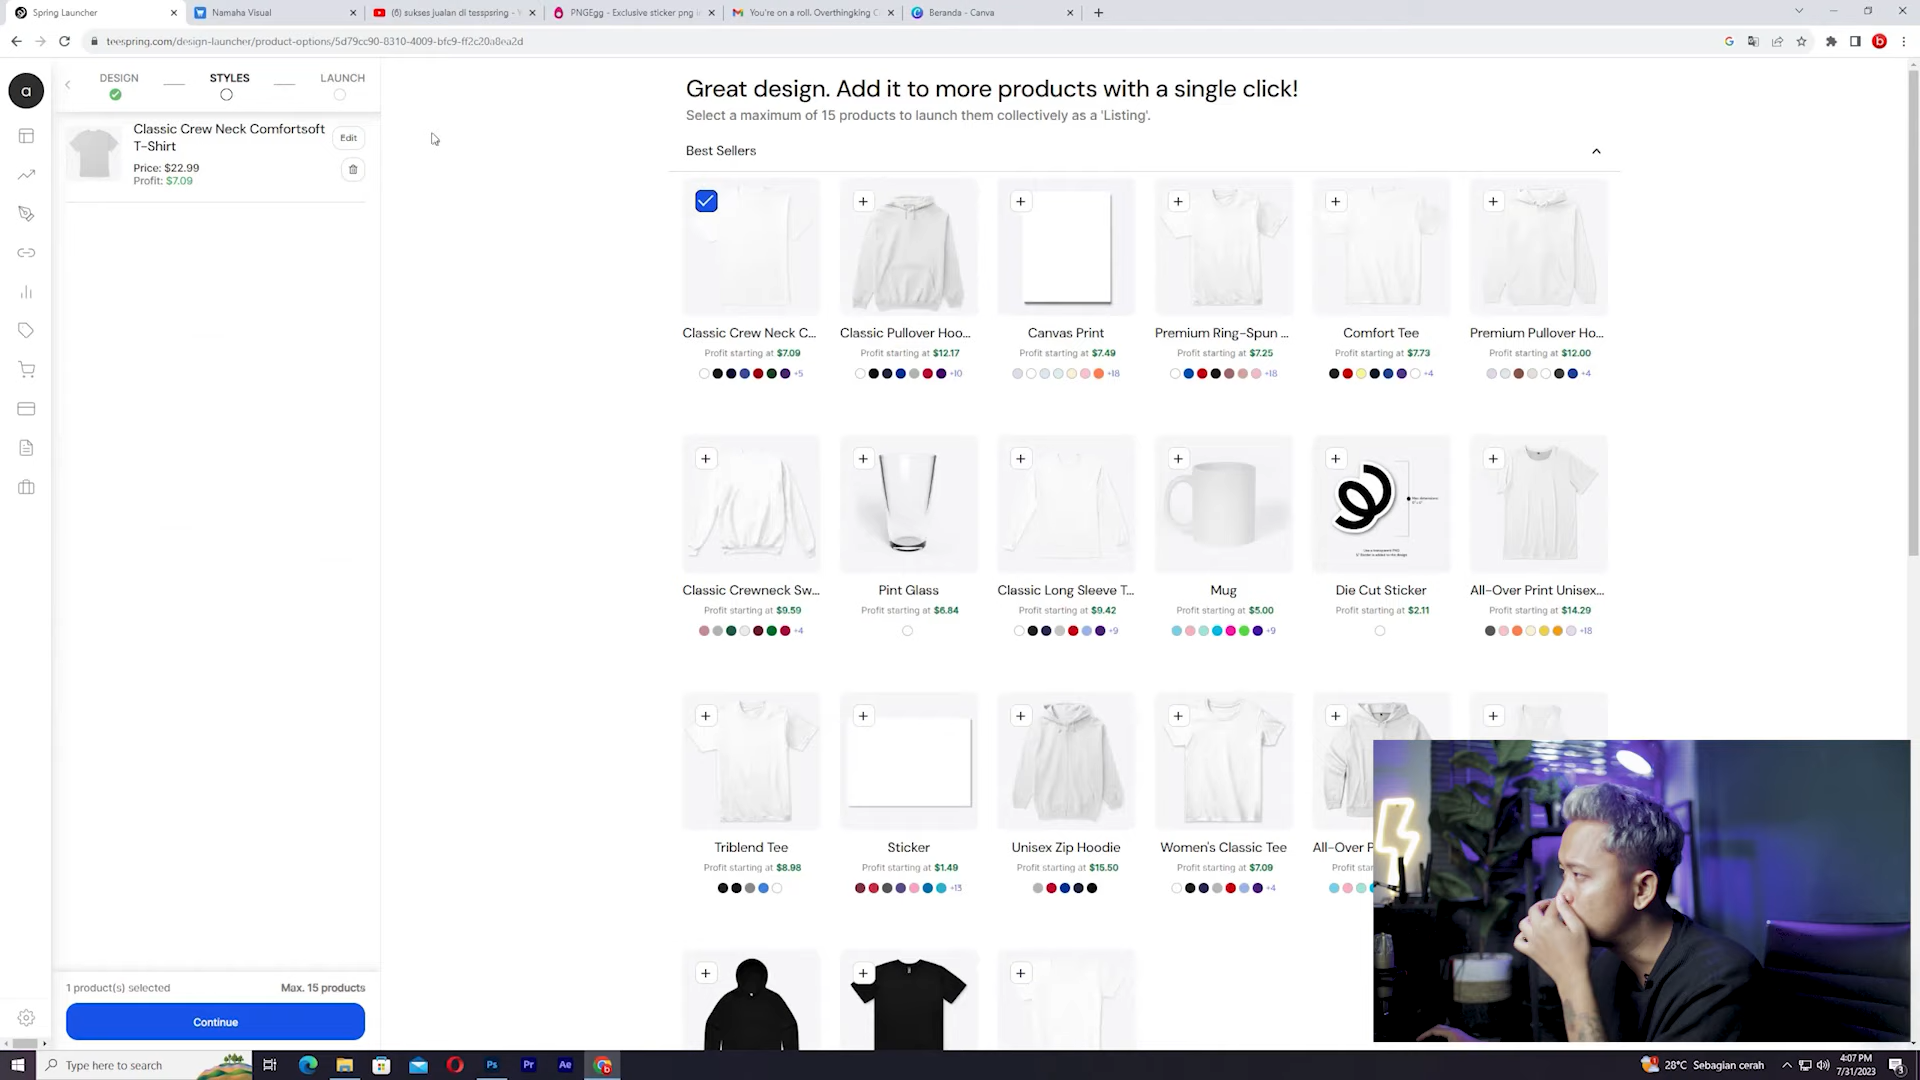 Spring Launcher
Namaha Visual
(6) sukses jualan di tesspring -
PNGEgg - Exclusive sticker png i
You're on a roll. Overthingking C
Beranda - Canva
teespring.com/design-launcher/product-options/5d79cc90-8310-4009-bfc9-ff2c20a8ea2d
a
DESIGN
STYLES
LAUNCH
Classic Crew Neck Comfortsoft
T-Shirt
Edit
Price: $22.99
Profit: $7.09
Great design. Add it to more products with a single click!
Select a maximum of 15 products to launch them collectively as a 'Listing'.
Best Sellers
Classic Crew Neck C...
Classic Pullover Hoo...
Canvas Print
Premium Ring-Spun ...
Comfort Tee
Premium Pullover Ho...
Profit starting at $7.09
Profit starting at $12.17
Profit starting at $7.49
Profit starting at $7.25
Profit starting at $7.73
Profit starting at $12.00
+5
+10
+18
+18
+4
+4
Classic Crewneck Sw...
Pint Glass
Classic Long Sleeve T...
Mug
Die Cut Sticker
All-Over Print Unisex...
Profit starting at $9.59
Profit starting at $6.84
Profit starting at $9.42
Profit starting at $5.00
Profit starting at $2.11
Profit starting at $14.29
+4
+9
+9
+18
Triblend Tee
Sticker
Unisex Zip Hoodie
Women's Classic Tee
All-Over P
Profit starting at $8.98
Profit starting at $1.49
Profit starting at $15.50
Profit starting at $7.09
Profit start
+13
+4
1 product(s) selected
Max. 15 products
Continue
Type here to search
Ps
Pr
Ae
28°C Sebagian cerah
4:07 PM
7/31/2023